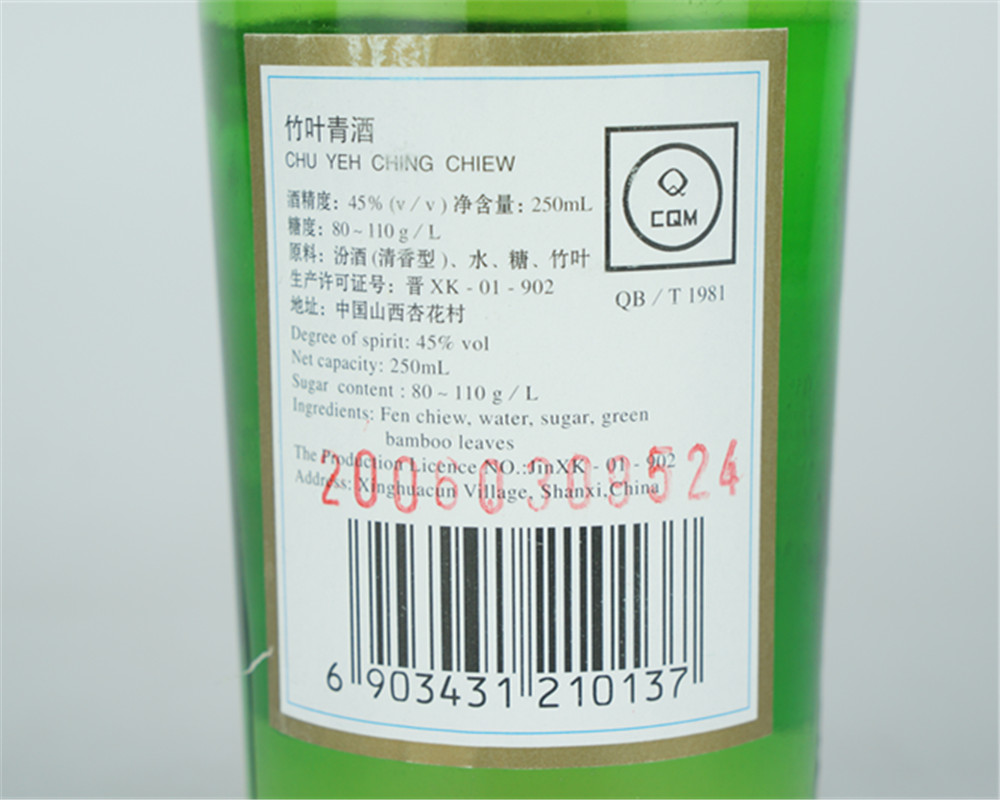 竹叶青酒
CHU YEH CHING CHIEW
酒精度：45%(v/v)净含量：250mL
糖度：80~110g/L
原料：汾酒(清香型)、水、糖、竹叶
生产许可证号：晋XK-01-902
地址：中国山西杏花村
Degree of spirit: 45% vol
Net capacity: 250mL
Sugar content : 80~110 g/L
Ingredients: Fen chiew, water, sugar, green
bamboo leaves
The Production Licence NO.:JinXK-01-902
Address: Xinghuacun Village, Shanxi,China
200603098524
Q
CQM
QB/T 1981
6 903431 210137